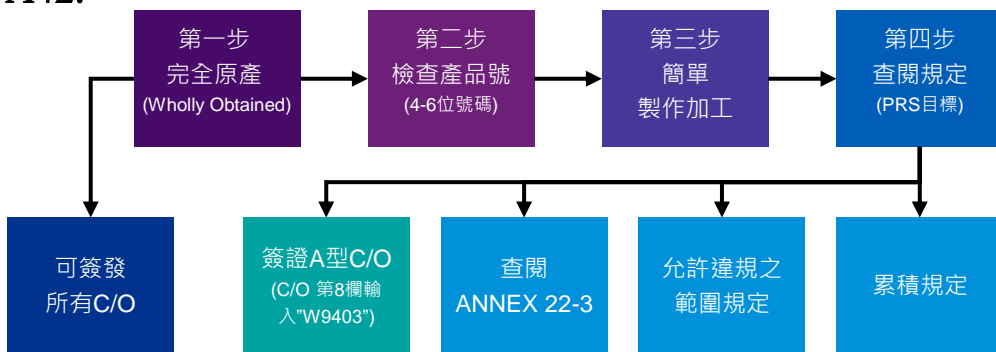 第一步
完全原產
(Wholly Obtained)
第二步
檢查產品號
(4-6位號碼)
第三步
簡單
製作加工
第四步
查閱規定
(PRS目標)
可簽發
所有C/O
簽證A型C/O
(C/O 第8欄輸
入”W9403”)
查閱
ANNEX 22-3
允許違規之
範圍規定
累積規定